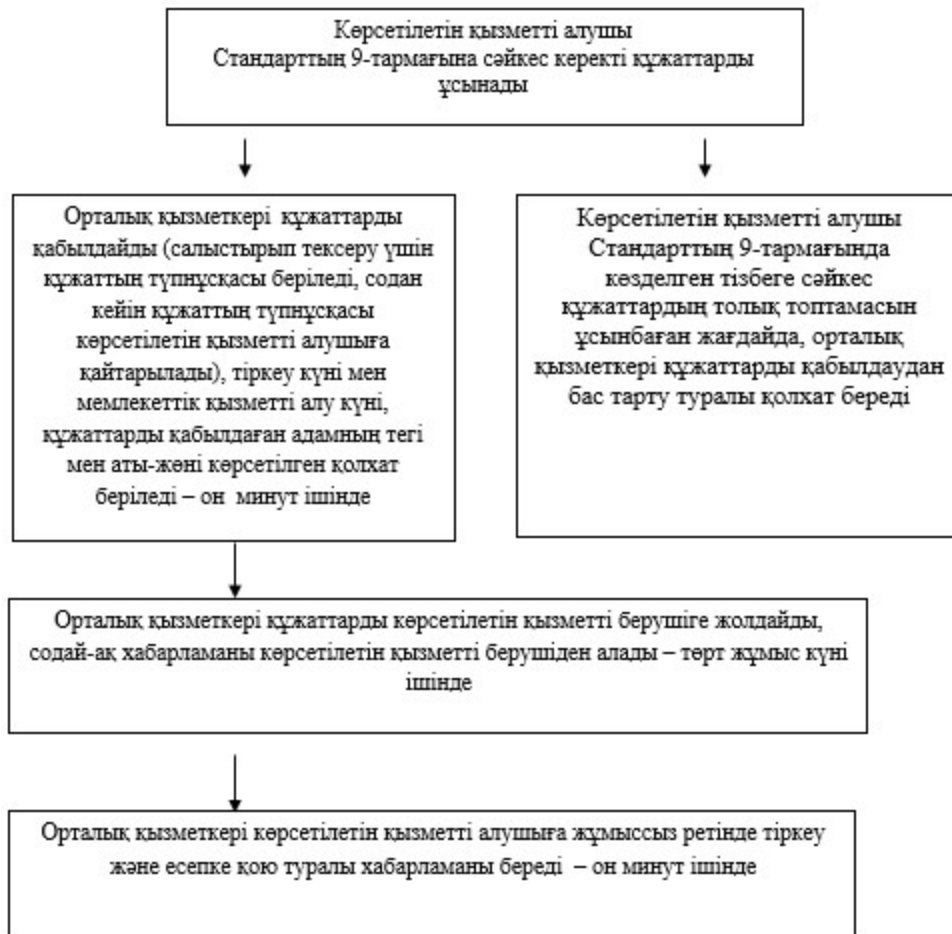 Көрсетілетін қызметті алушы
Стандарттың 9-тармағына сәйкес керекті құжаттарды
ұсынады
Орталық қызметкері құжаттарды
қабылдайды (салыстырып тексеру үшін
құжаттың түпнұсқасы беріледі, содан
кейін құжаттың түпнұсқасы
көрсетілетін қызметті алушыға
қайтарылады), тіркеу күні мен
мемлекеттік қызметті алу күні,
құжаттарды қабылдаған адамның тегі
мен аты-жөні көрсетілген қолхат
беріледі – он минут ішінде
Көрсетілетін қызметті алушы
Стандарттың 9-тармағында
көзделген тізбеге сәйкес
құжаттардың толық топтамасын
ұсынбаған жағдайда, орталық
қызметкері құжаттарды қабылдаудан
бас тарту туралы қолхат береді
Орталық қызметкері құжаттарды көрсетілетін қызметті берушіге жолдайды,
содай-ақ хабарламаны көрсетілетін қызметті берушіден алады – төрт жұмыс күні
ішінде
Орталық қызметкері көрсетілетін қызметті алушыға жұмыссыз ретінде тіркеу
және есепке қою туралы хабарламаны береді – он минут ішінде